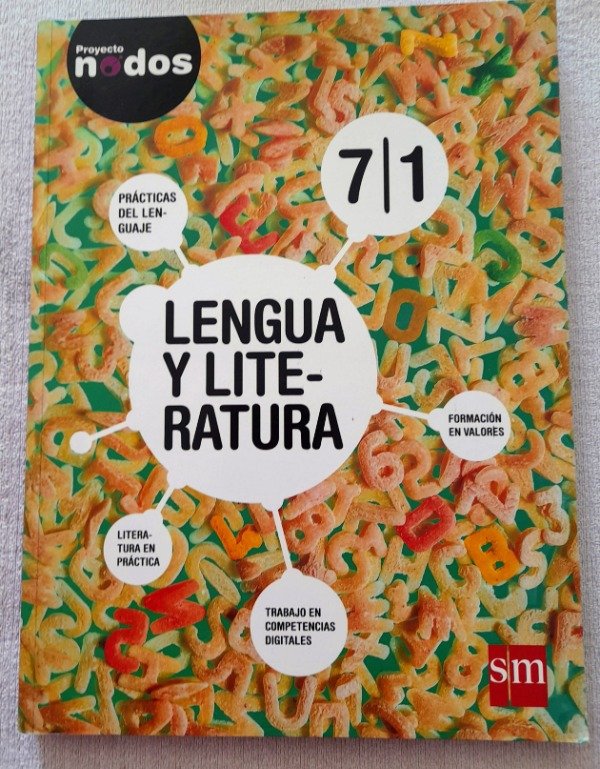 Proyecto
nodos
7|1
PRÁCTICAS
DEL LEN-
GUAJE
LENGUA
Y LITE-
RATURA
FORMACIÓN
EN VALORES
LITERA-
TURA EN
PRÁCTICA
TRABAJO EN
COMPETENCIAS
DIGITALES
sm